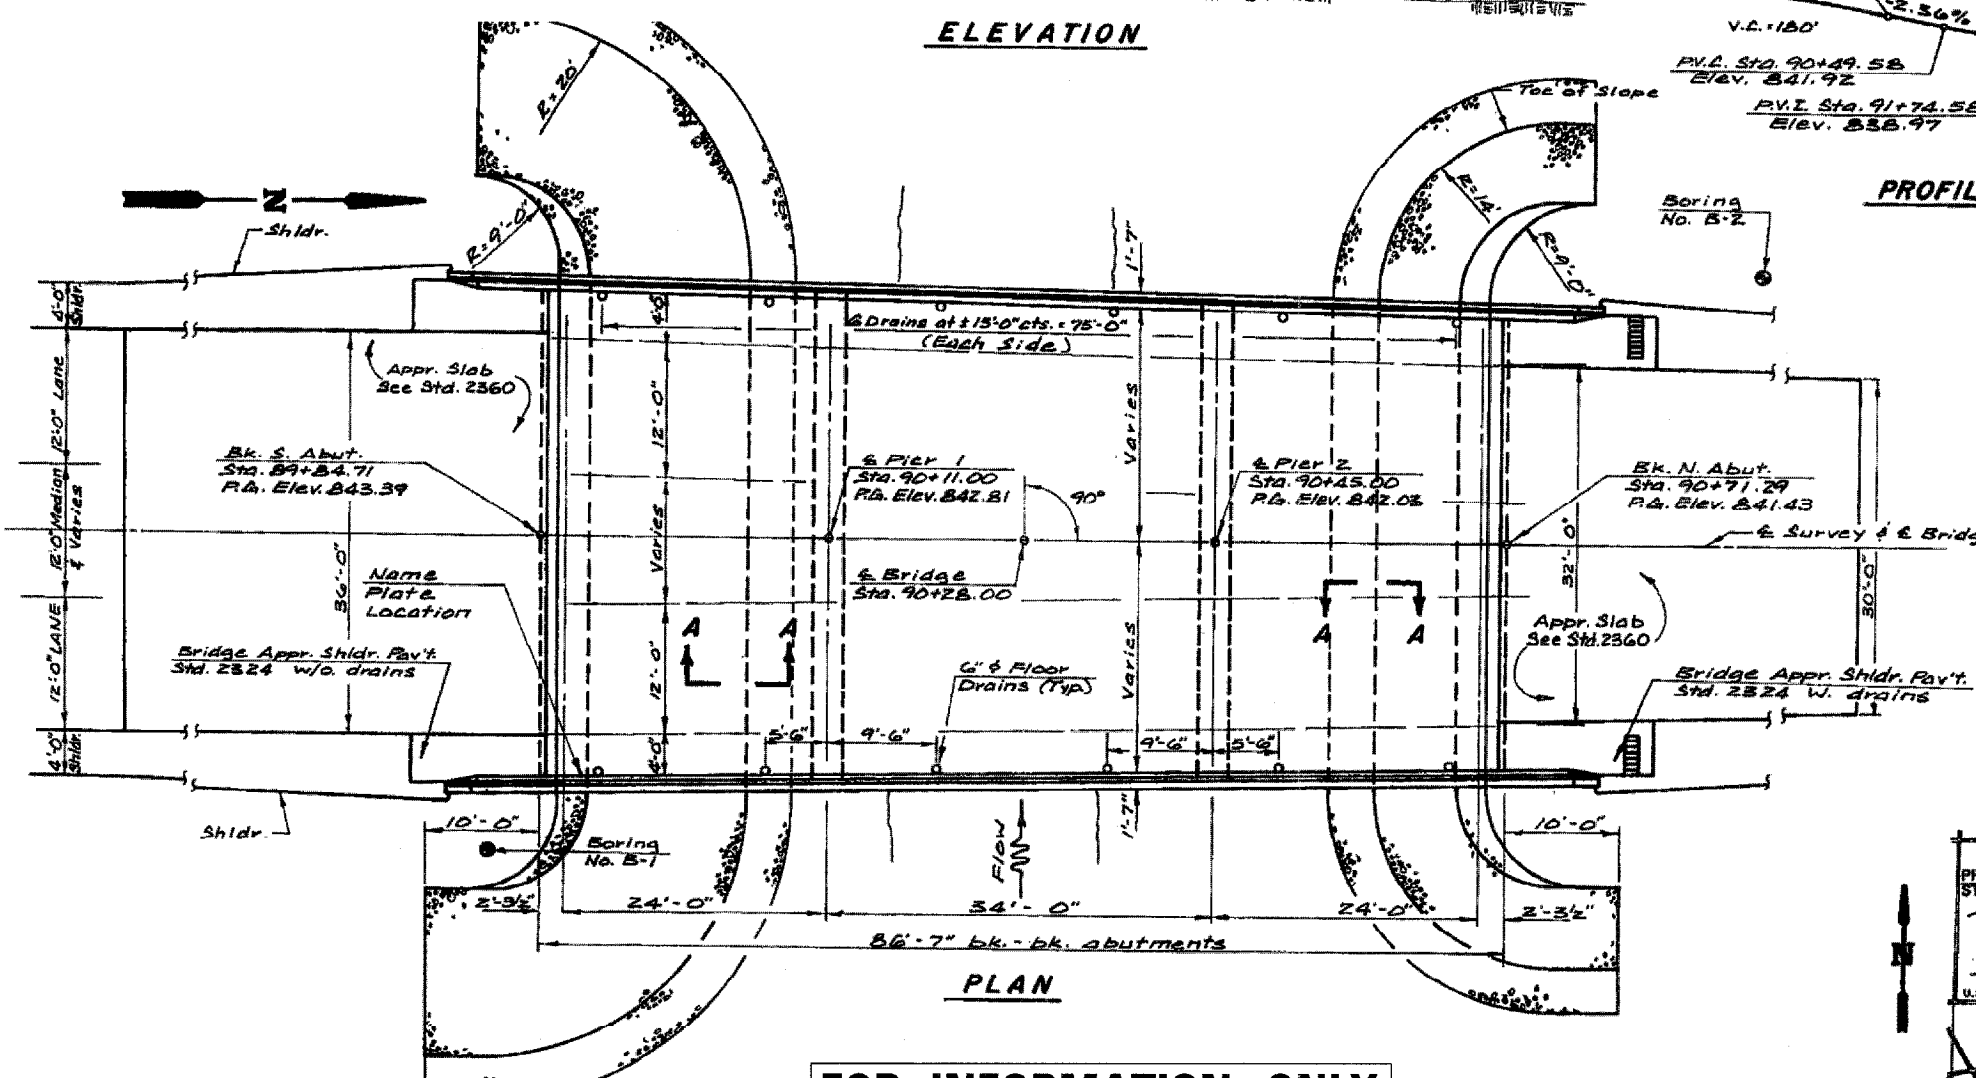 ELEVATION
-2.36%
V.C.=180'
P.V.C. Sta. 90+49.58
Elev. 841.92
P.V.I. Sta. 91+74.58
Elev. 838.97
PROFIL
R=20'
Toe of Slope
N
Shldr.
R=9'-0"
R=14'
R=9'-0"
Boring
No. B-2
1'-7"
4'-0"
Shldr.
4'-0"
6 Drains at ±15'-0" cts. = 75'-0"
(Each Side)
Appr. Slab
See Std. 2360
12'-0" Lane
12'-0"
Varies
Bk. S. Abut.
Sta. 89+84.71
P.G. Elev. 843.39
℄ Pier 1
Sta. 90+11.00
P.G. Elev. 842.81
90°
℄ Pier 2
Sta. 90+45.00
P.G. Elev. 842.03
Bk. N. Abut.
Sta. 90+71.29
P.G. Elev. 841.43
℄ Survey & ℄ Bridg
12'-0" Median
& Varies
36'-0"
Varies
32'-0"
30'-0"
Name
Plate
Location
℄ Bridge
Sta. 90+28.00
A A
A A
Appr. Slab
See Std. 2360
12'-0" LANE
Bridge Appr. Shldr. Pav't.
Std. 2324 w/o. drains
12'-0"
6" φ Floor
Drains (Typ.)
Varies
Bridge Appr. Shldr. Pav't.
Std. 2324 W. drains
4'-0"
Shldr.
4'-0"
5'-6"
9'-6"
9'-6"
5'-6"
Shldr.
10'-0"
Boring
No. B-1
Flow
1'-7"
10'-0"
2'-3½"
24'-0"
34'-0"
24'-0"
2'-3½"
86'-7" bk.-bk. abutments
PLAN
N
FOR INFORMATION ONLY